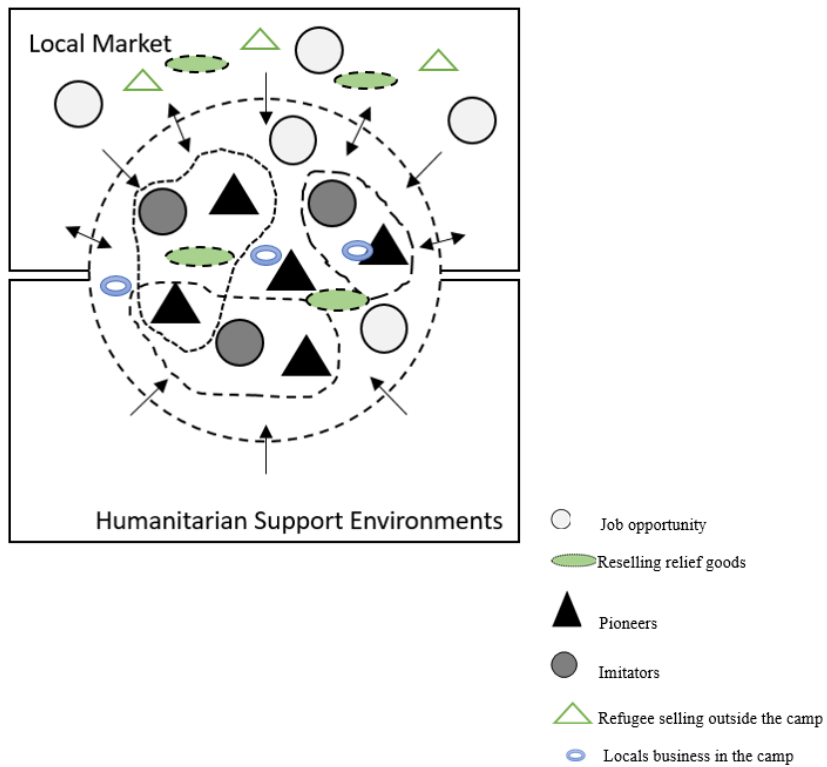 Local Market
Humanitarian Support Environments
Job opportunity
Reselling relief goods
Pioneers
Imitators
Refugee selling outside the camp
Locals business in the camp